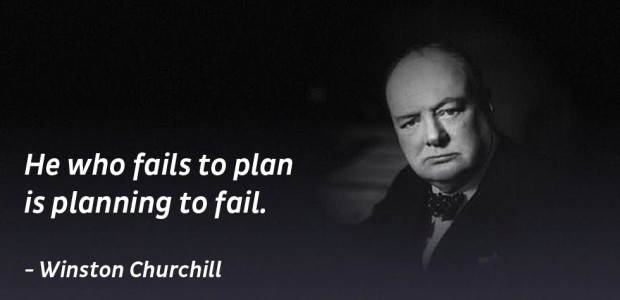 He who fails to plan
is planning to fail.
- Winston Churchill